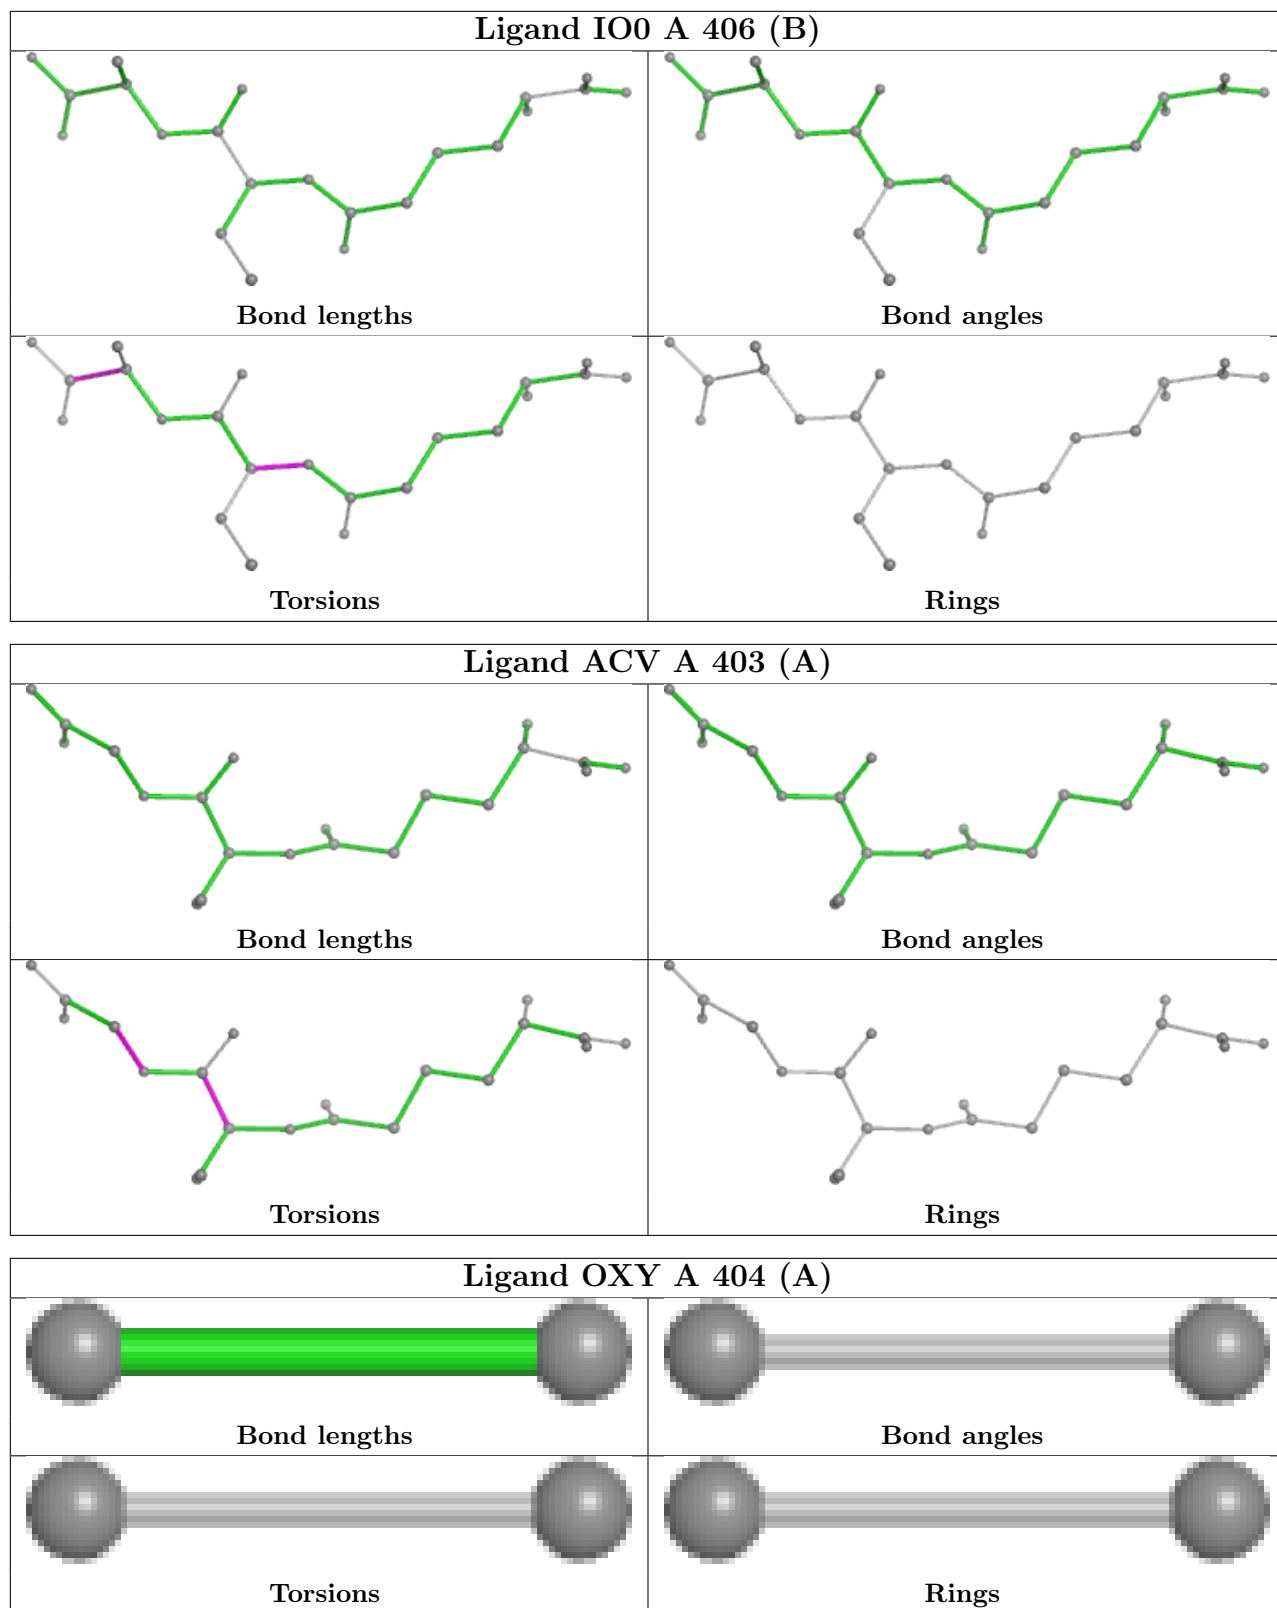 Ligand IO0 A 406 (B)
Bond lengths
Bond angles
Torsions
Rings
Ligand ACV A 403 (A)
Bond lengths
Bond angles
Torsions
Rings
Ligand OXY A 404 (A)
Bond lengths
Bond angles
Torsions
Rings